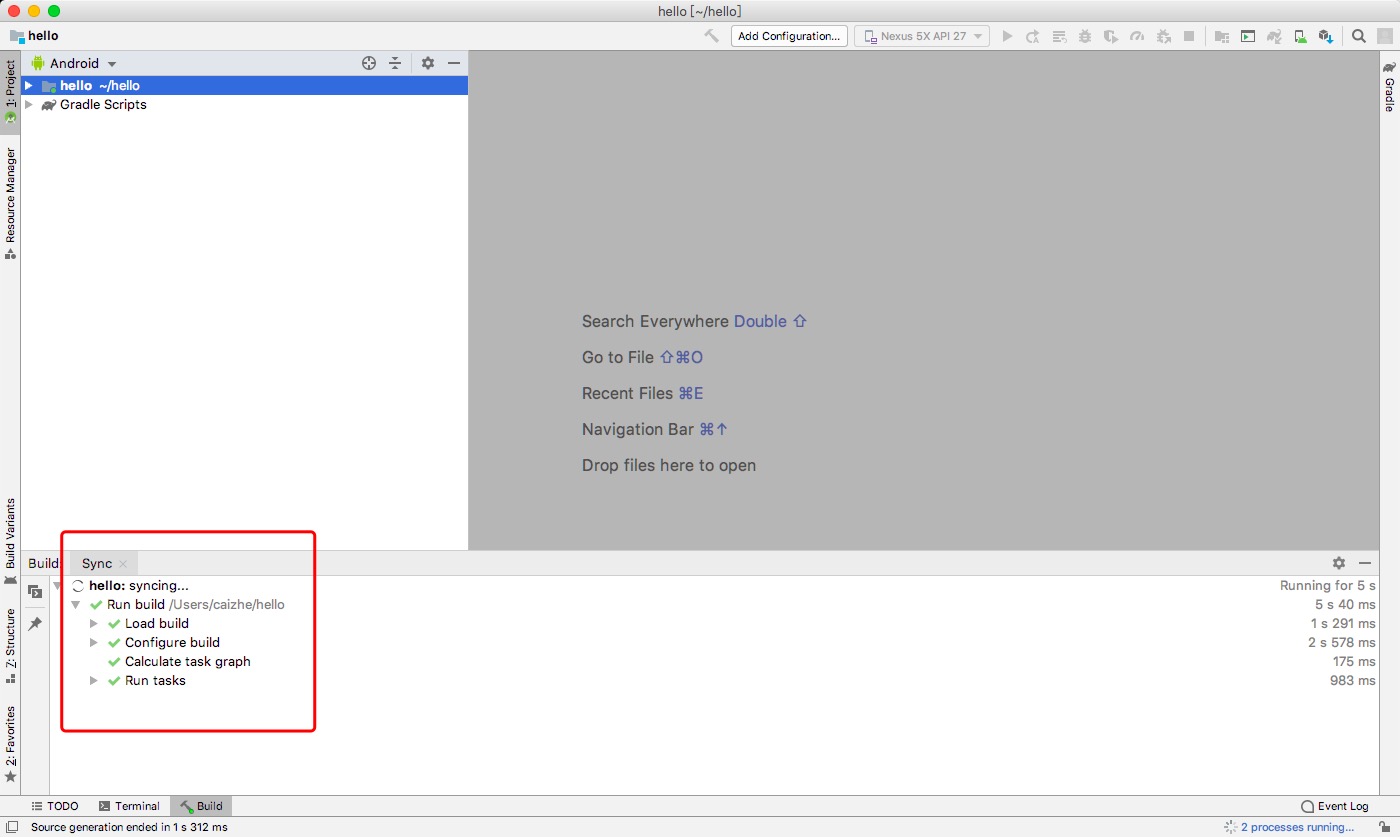 hello [~/hello]
hello
Add Configuration...
Nexus 5X API 27
1: Project
Resource Manager
Build Variants
Z: Structure
2: Favorites
Gradle
Android
hello ~/hello
Gradle Scripts
Search Everywhere Double ⇧
Go to File ⇧⌘O
Recent Files ⌘E
Navigation Bar ⌘↑
Drop files here to open
Build: Sync
hello: syncing... Running for 5 s
Run build /Users/caizhe/hello 5 s 40 ms
Load build 1 s 291 ms
Configure build 2 s 578 ms
Calculate task graph 175 ms
Run tasks 983 ms
TODO Terminal Build Event Log
Source generation ended in 1 s 312 ms 2 processes running...